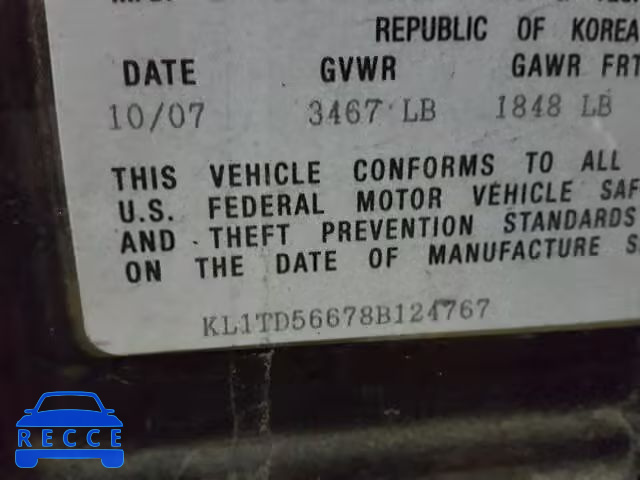 REPUBLIC OF KOREA
DATE GVWR GAWR FRT
10/07 3467 LB 1848 LB
THIS VEHICLE CONFORMS TO ALL
U.S. FEDERAL MOTOR VEHICLE SAF
AND THEFT PREVENTION STANDARDS
ON THE DATE OF MANUFACTURE S
KL1TD56678B124767
RECCE